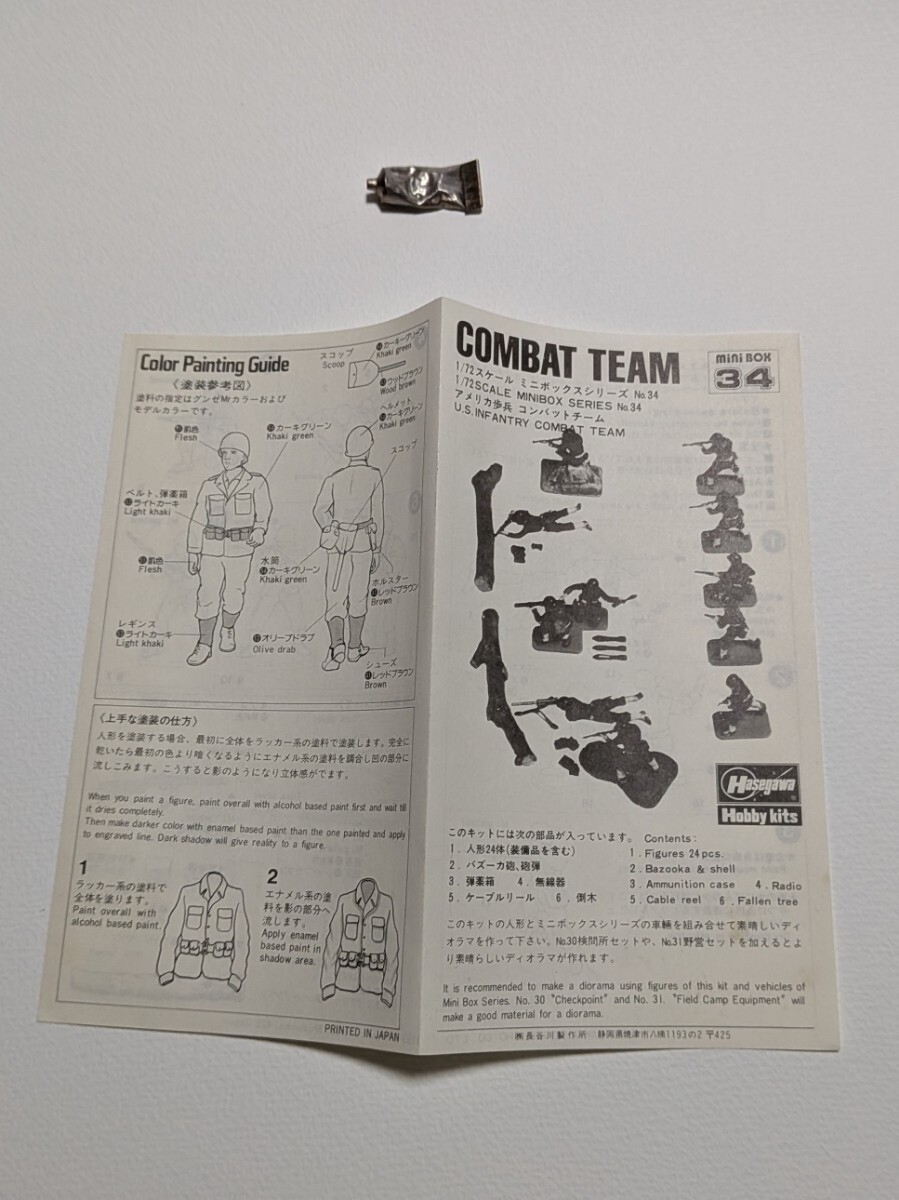 Color Painting Guide
〈塗装参考図〉
塗料の指定はグンゼMrカラーおよび
モデルカラーです。
スコップ
Scoop
カーキーグリーン
Khaki green
ウッドブラウン
Wood brown
ヘルメット
カーキグリーン
Khaki green
スコップ
肌色
Flesh
カーキグリーン
Khaki green
ベルト、弾薬箱
ライトカーキ
Light khaki
肌色
Flesh
水筒
カーキグリーン
Khaki green
ホルスター
レッドブラウン
Brown
レギンス
ライトカーキ
Light khaki
オリーブドラブ
Olive drab
シューズ
レッドブラウン
Brown
〈上手な塗装の仕方〉
人形を塗装する場合、最初に全体をラッカー系の塗料で塗装します。完全に
乾いたら最初の色より暗くなるようにエナメル系の塗料を調合し凹の部分に
流しこみます。こうすると影のようになり立体感がでます。
When you paint a figure, paint overall with alcohol based paint first and wait till
it dries completely.
Then make darker color with enamel based paint than the one painted and apply
to engraved line. Dark shadow will give reality to a figure.
1
ラッカー系の塗料で
全体を塗ります。
Paint overall with
alcohol based paint.
2
エナメル系の塗
料を影の部分へ
流します。
Apply enamel
based paint in
shadow area.
PRINTED IN JAPAN
COMBAT TEAM
mini BOX
34
1/72スケール ミニボックスシリーズ No.34
1/72SCALE MINIBOX SERIES No.34
アメリカ歩兵 コンバットチーム
U.S.INFANTRY COMBAT TEAM
Hasegawa
Hobby kits
このキットには次の部品が入っています。
1．人形24体(装備品を含む)
2．バズーカ砲、砲弾
3．弾薬箱 4．無線器
5．ケーブルリール 6．倒木
Contents:
1．Figures 24pcs.
2．Bazooka & shell
3．Ammunition case 4．Radio
5．Cable reel 6．Fallen tree
このキットの人形とミニボックスシリーズの車輛を組み合せて素晴しいディ
オラマを作って下さい。No.30検問所セットや、No.31野営セットを加えるとよ
り素晴らしいディオラマが作れます。
It is recommended to make a diorama using figures of this kit and vehicles of
Mini Box Series. No. 30 "Checkpoint" and No. 31. "Field Camp Equipment" will
make a good material for a diorama.
㈱長谷川製作所 静岡県焼津市八楠1193の2 〒425